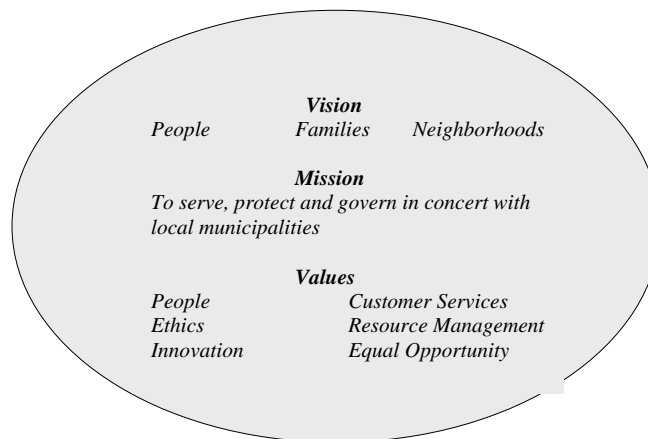 Vision
People Families Neighborhoods
Mission
To serve, protect and govern in concert with
local municipalities
Values
People Customer Services
Ethics Resource Management
Innovation Equal Opportunity